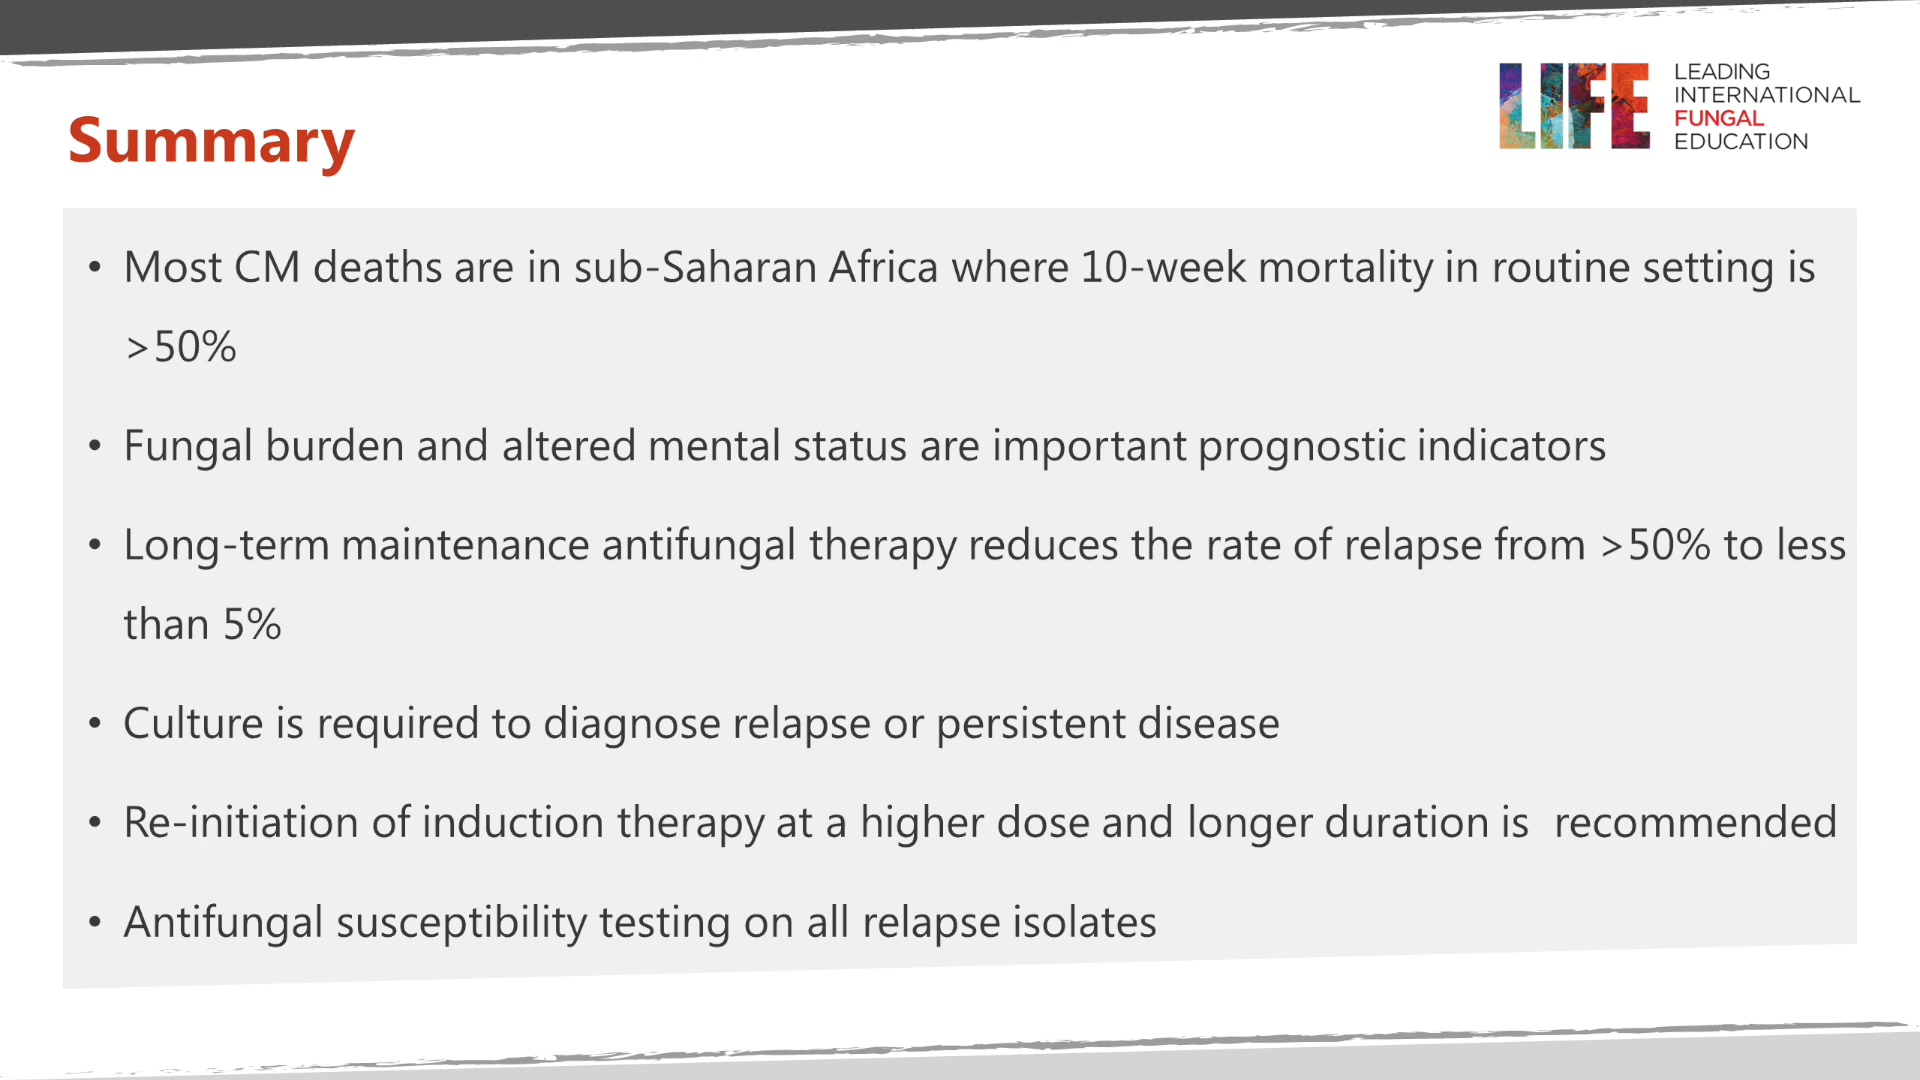 LIFE
LEADING
INTERNATIONAL
FUNGAL
EDUCATION
Summary
• Most CM deaths are in sub-Saharan Africa where 10-week mortality in routine setting is
>50%
• Fungal burden and altered mental status are important prognostic indicators
• Long-term maintenance antifungal therapy reduces the rate of relapse from >50% to less
than 5%
• Culture is required to diagnose relapse or persistent disease
• Re-initiation of induction therapy at a higher dose and longer duration is  recommended
• Antifungal susceptibility testing on all relapse isolates